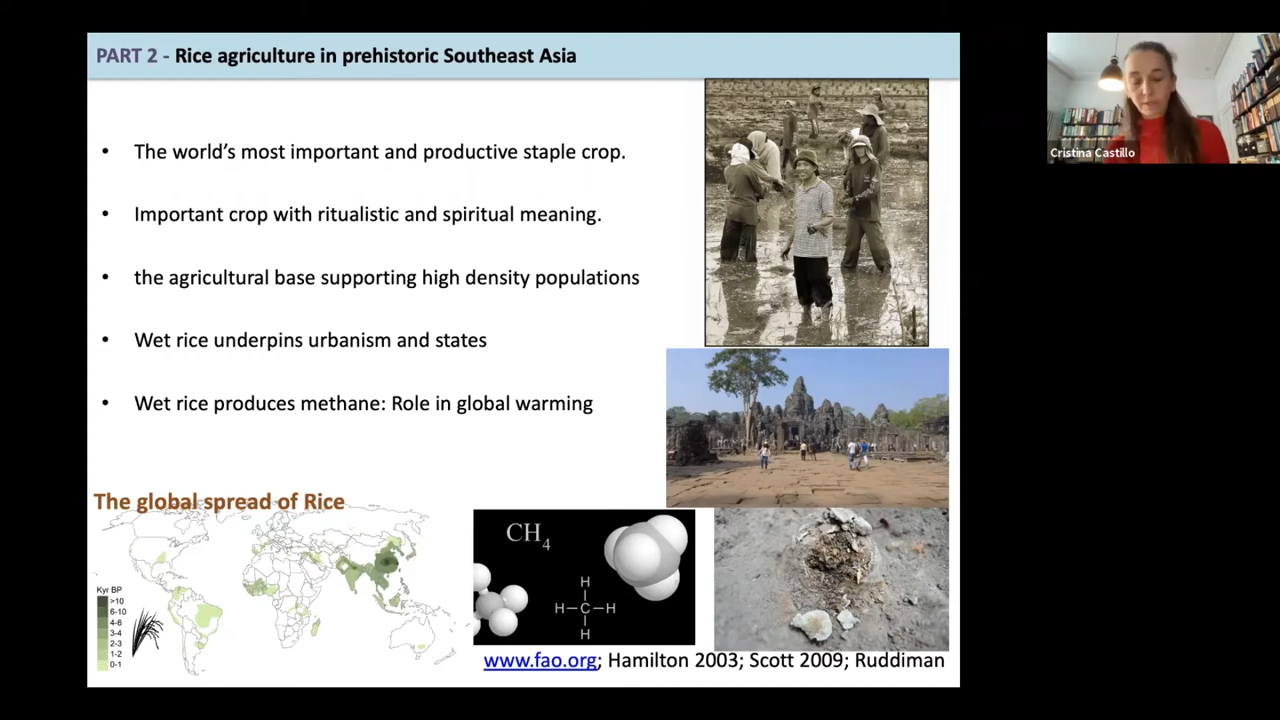 PART 2 - Rice agriculture in prehistoric Southeast Asia
• The world's most important and productive staple crop.
• Important crop with ritualistic and spiritual meaning.
• the agricultural base supporting high density populations
• Wet rice underpins urbanism and states
• Wet rice produces methane: Role in global warming
The global spread of Rice
Kyr BP
>10
6-10
4-6
3-4
2-3
1-2
0-1
CH4
H
H—C—H
H
www.fao.org; Hamilton 2003; Scott 2009; Ruddiman
Cristina Castillo